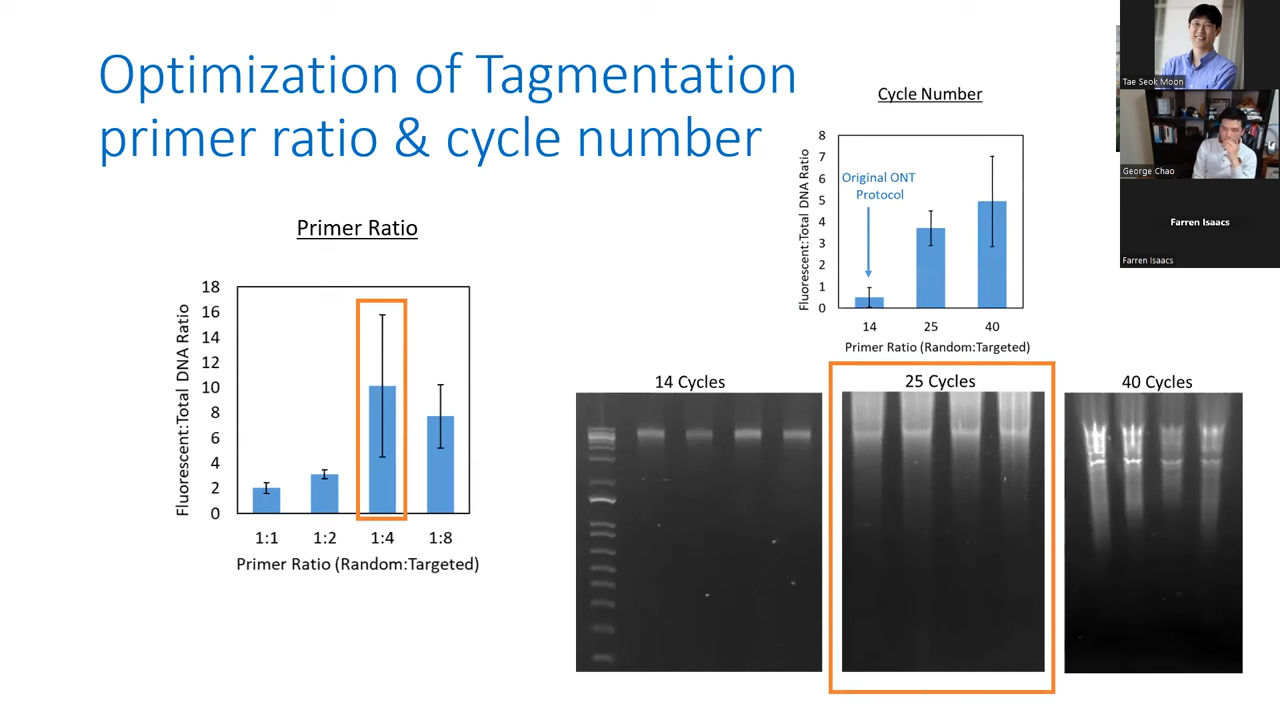 Optimization of Tagmentation
primer ratio & cycle number
Primer Ratio
Fluorescent:Total DNA Ratio
18
16
14
12
10
8
6
4
2
0
1:1 1:2 1:4 1:8
Primer Ratio (Random:Targeted)
Cycle Number
Fluorescent:Total DNA Ratio
8
7
6
5
4
3
2
1
0
Original ONT
Protocol
14 25 40
Primer Ratio (Random:Targeted)
14 Cycles
25 Cycles
40 Cycles
Tae Seok Moon
George Chao
Farren Isaacs
Farren Isaacs